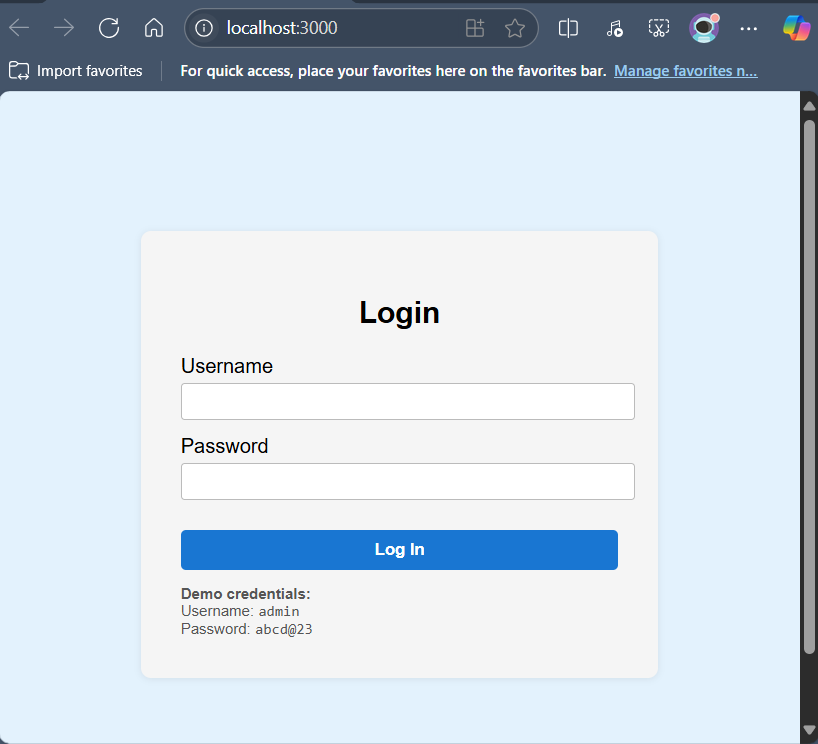 localhost:3000
Import favorites For quick access, place your favorites here on the favorites bar. Manage favorites n...
Login
Username
Password
Log In
Demo credentials:
Username: admin
Password: abcd@23